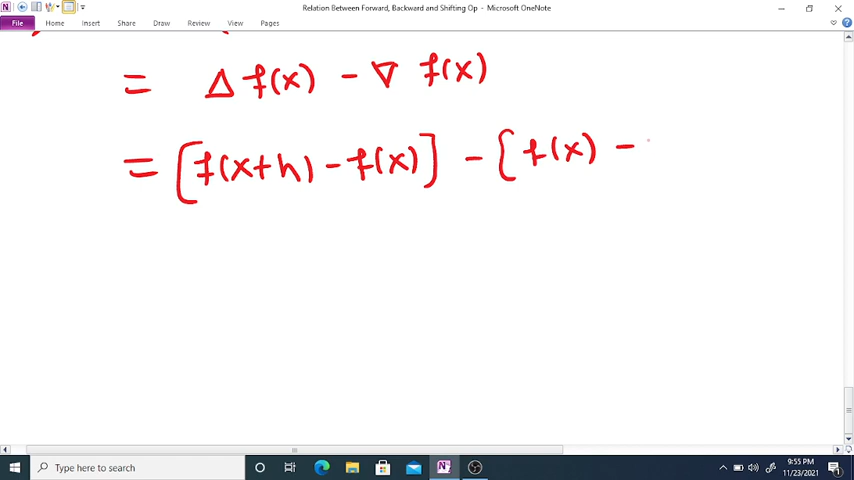 Relation Between Forward, Backward and Shifting Op - Microsoft OneNote
File Home Insert Share Draw Review View Pages
= Δ f(x) - ∇ f(x)
= [f(x+h) - f(x)] - [f(x) -
Type here to search
9:55 PM
11/23/2021